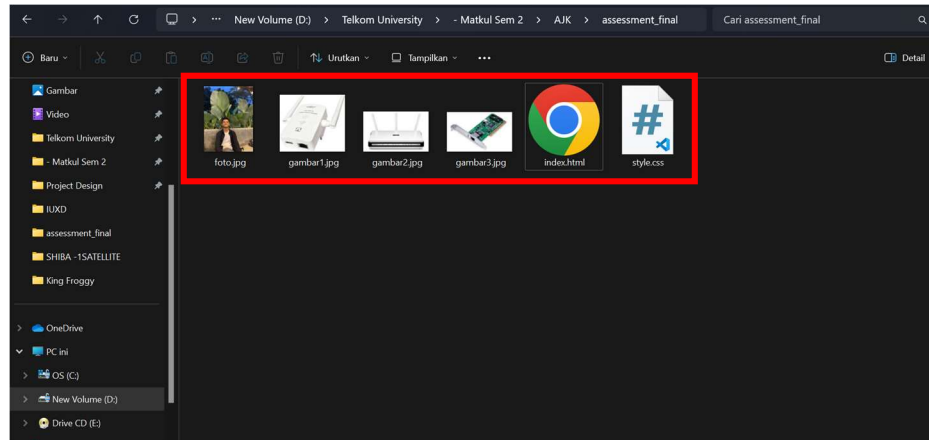 New Volume (D:) > Telkom University > - Matkul Sem 2 > AJK > assessment_final
Cari assessment_final
Baru
Urutkan
Tampilkan
Detail
Gambar
Video
Telkom University
- Matkul Sem 2
Project Design
IUXD
assessment_final
SHIBA -1SATELLITE
King Froggy
OneDrive
PC ini
OS (C:)
New Volume (D:)
Drive CD (E:)
foto.jpg
gambar1.jpg
gambar2.jpg
gambar3.jpg
index.html
style.css